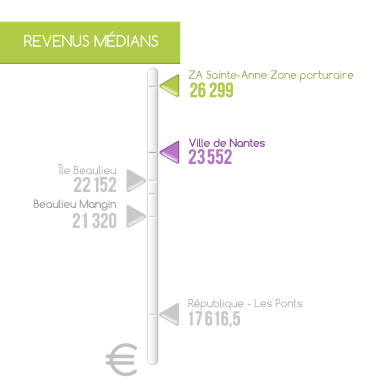 REVENUS MÉDIANS
ZA Sainte-Anne Zone porturaire
26 299
Ville de Nantes
23 552
Île Beaulieu
22 152
Beaulieu Mangin
21 320
République - Les Ponts
17 616,5
€